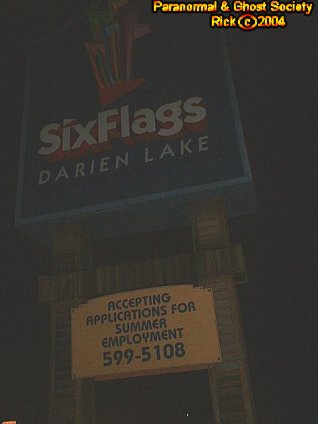 Paranormal & Ghost Society
Rick©2004
SixFlags
DARIEN LAKE
ACCEPTING
APPLICATIONS FOR
SUMMER
EMPLOYMENT
599-5108